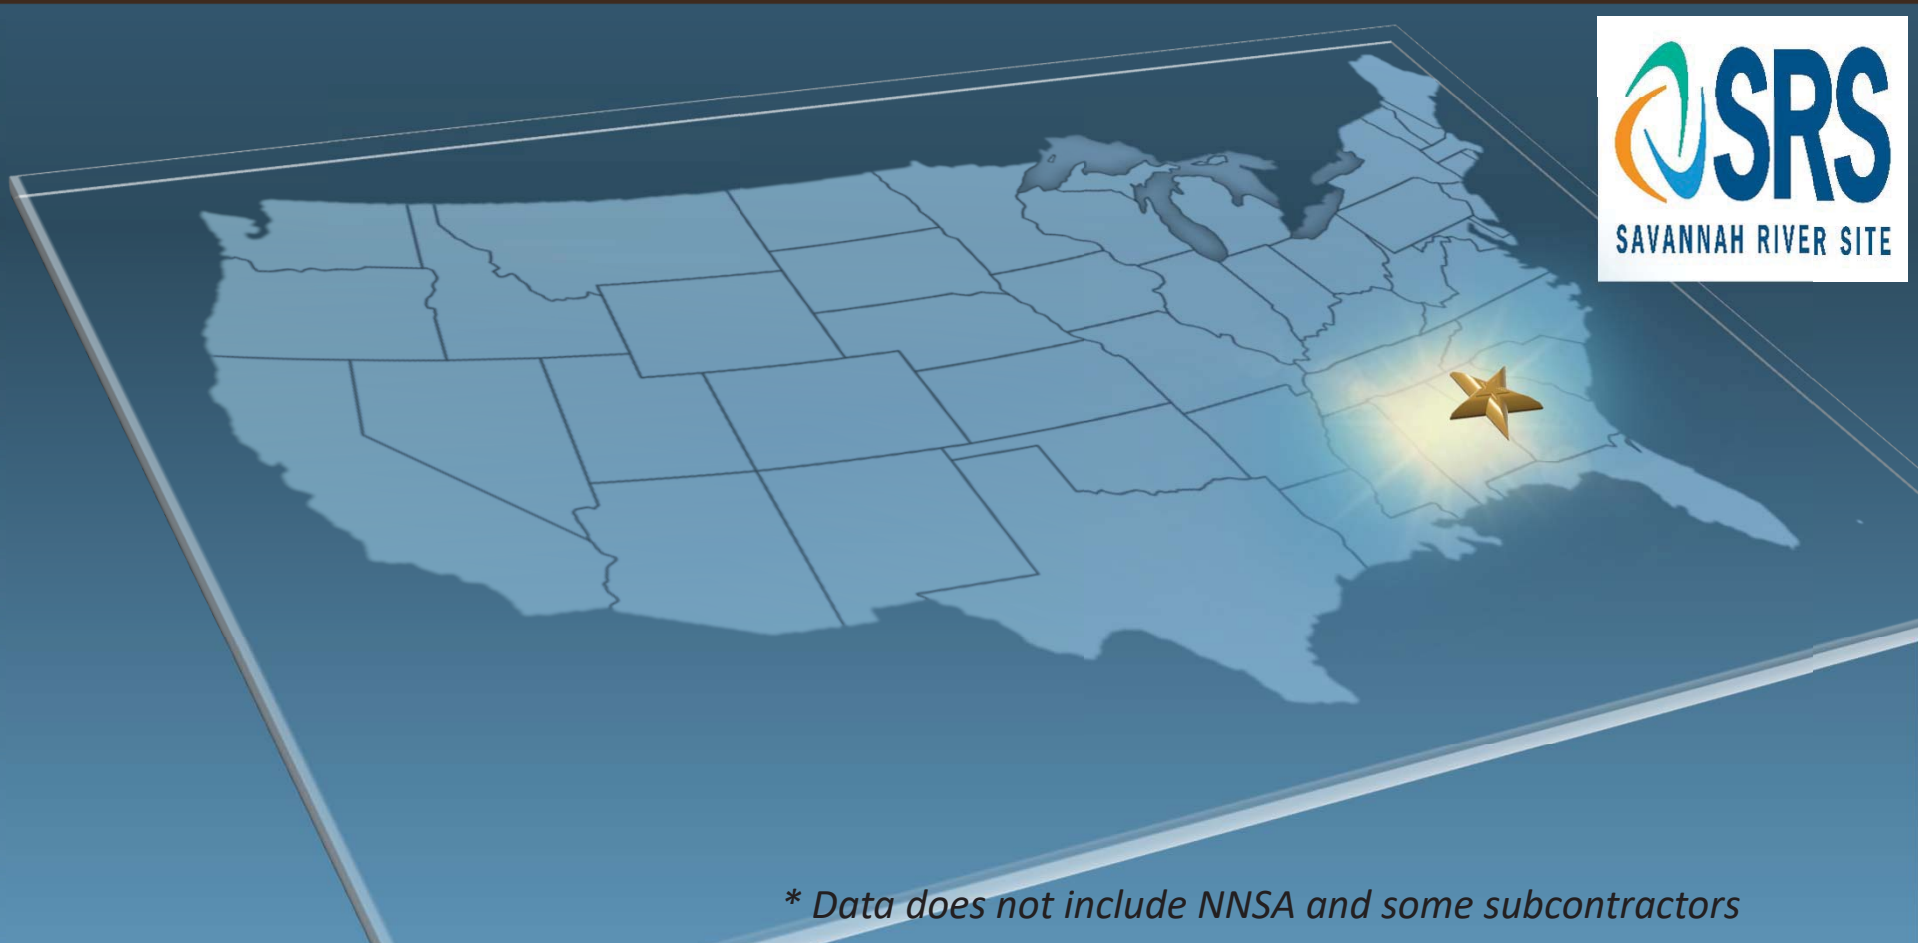 SRS
SAVANNAH RIVER SITE
* Data does not include NNSA and some subcontractors